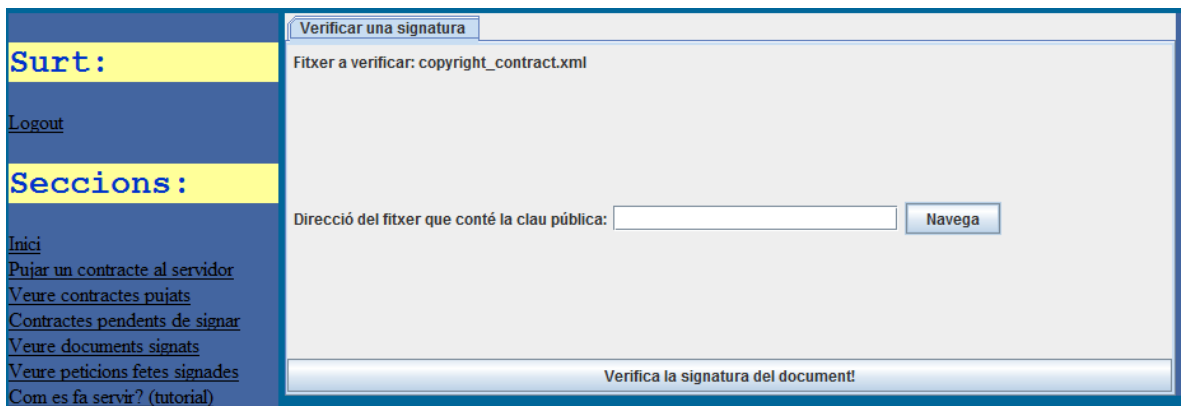 Surt:
Logout
Seccions:
Inici
Pujar un contracte al servidor
Veure contractes pujats
Contractes pendents de signar
Veure documents signats
Veure peticions fetes signades
Com es fa servir? (tutorial)
Verificar una signatura
Fitxer a verificar: copyright_contract.xml
Direcció del fitxer que conté la clau pública: Navega
Verifica la signatura del document!